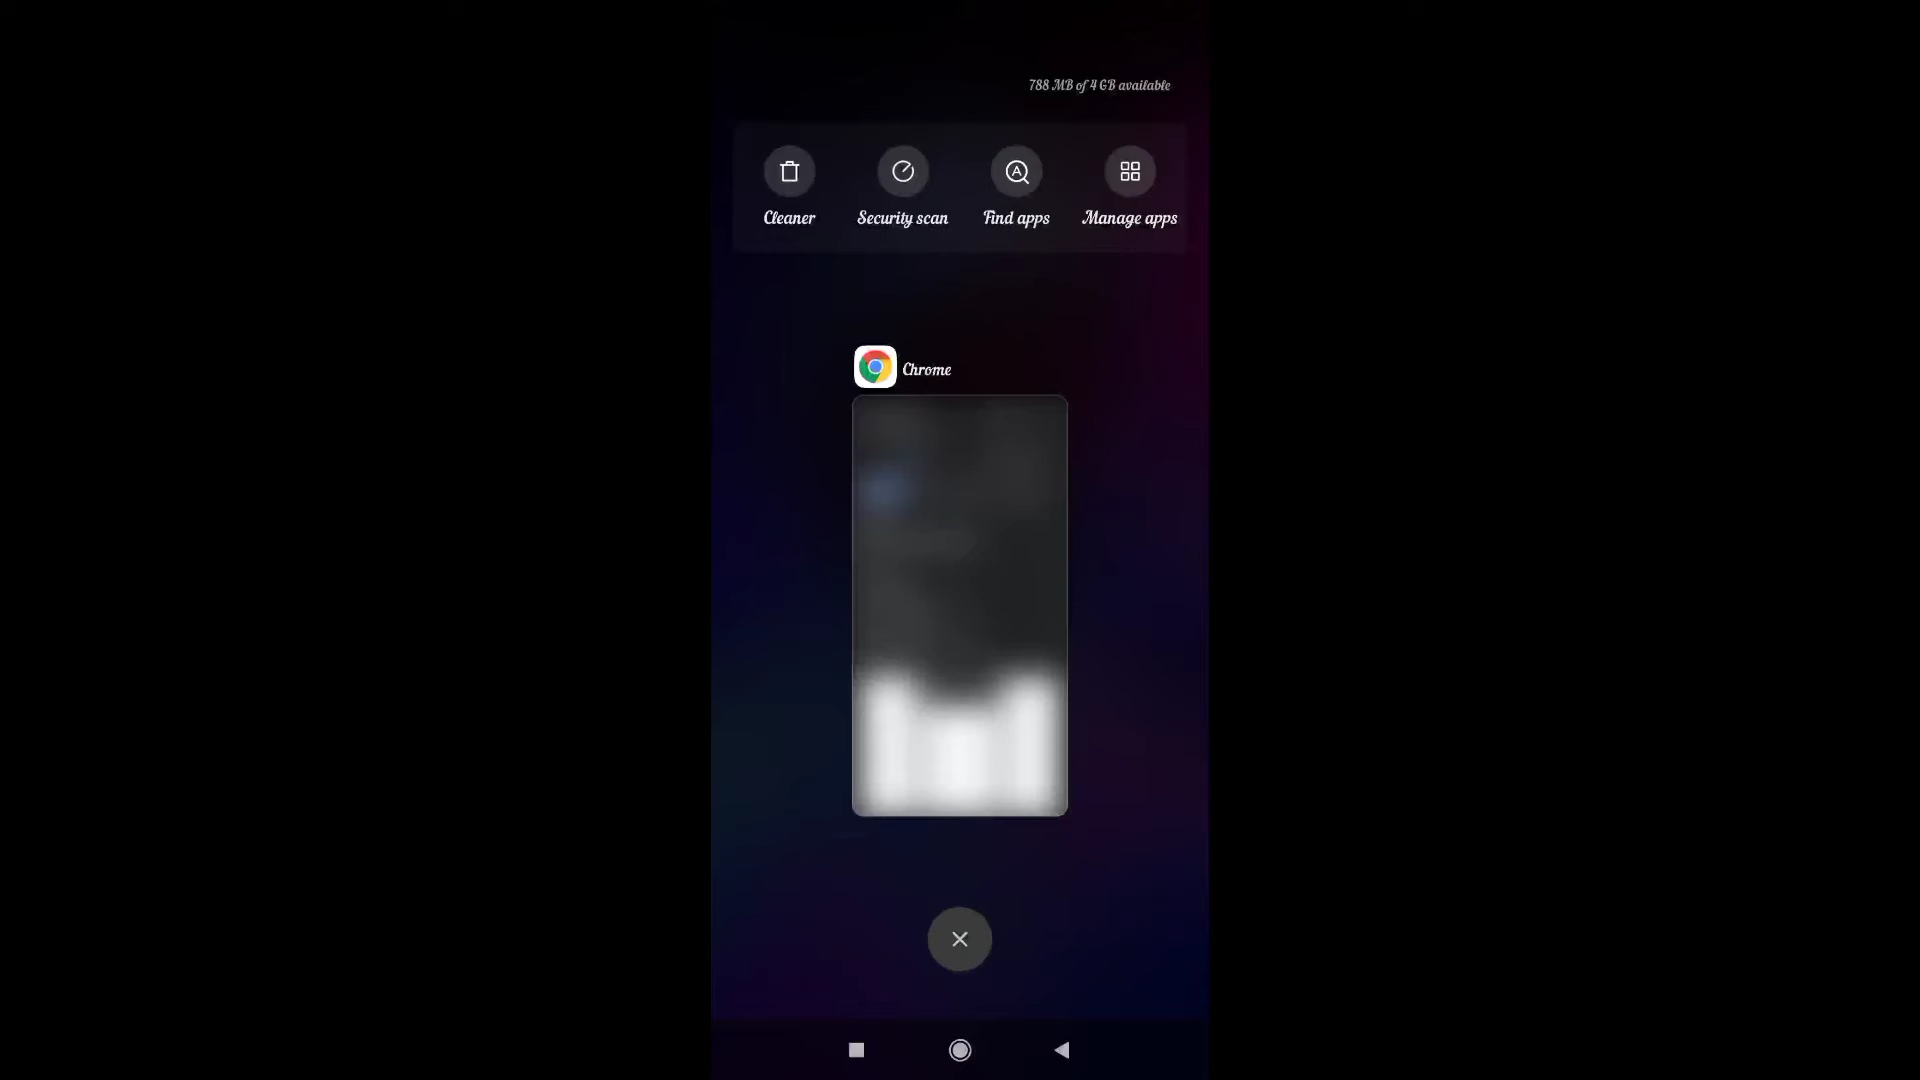 788 MB of 4 GB available
Cleaner
Security scan
Find apps
Manage apps
Chrome